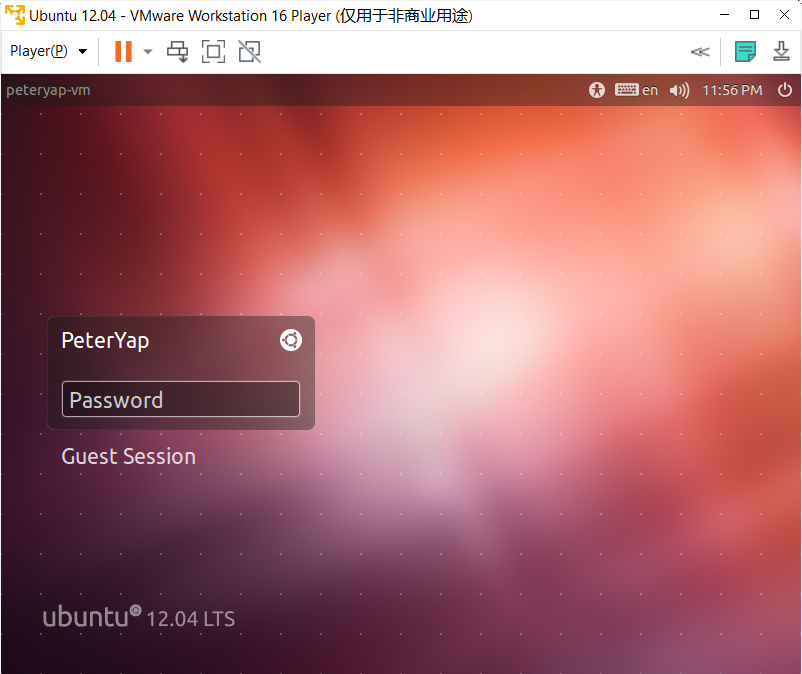 Ubuntu 12.04 - VMware Workstation 16 Player (仅用于非商业用途)
Player(P)
peteryap-vm en 11:56 PM
PeterYap
Password
Guest Session
ubuntu 12.04 LTS